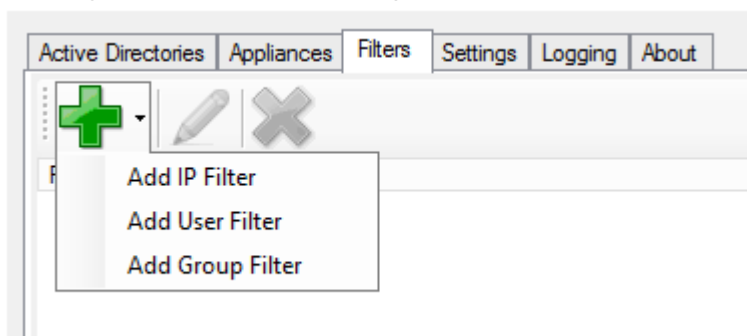 Active Directories Appliances Filters Settings Logging About
Add IP Filter
Add User Filter
Add Group Filter